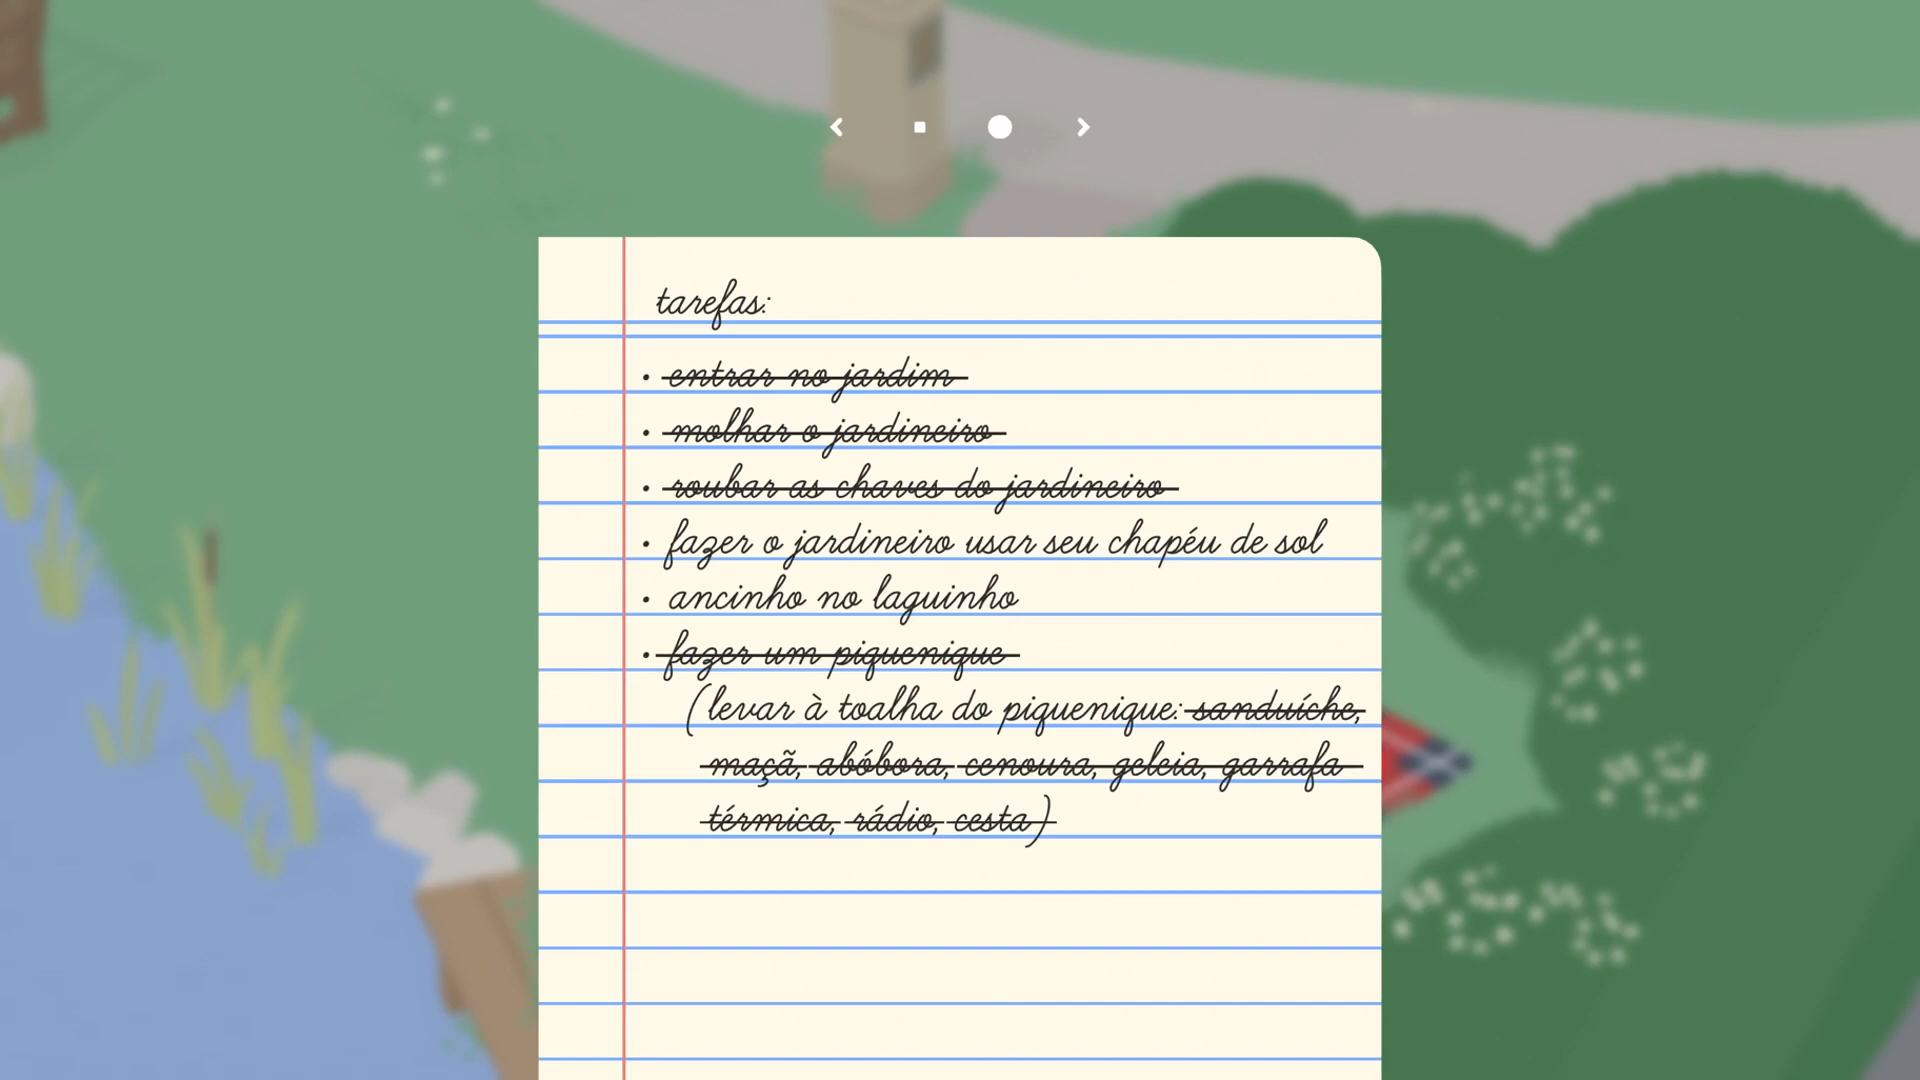 tarefas:
• entrar no jardim
• molhar o jardineiro
• roubar as chaves do jardineiro
• fazer o jardineiro usar seu chapéu de sol
• ancinho no laguinho
• fazer um piquenique
(levar à toalha do piquenique: sanduíche,
maçã, abóbora, cenoura, geleia, garrafa
térmica, rádio, cesta)